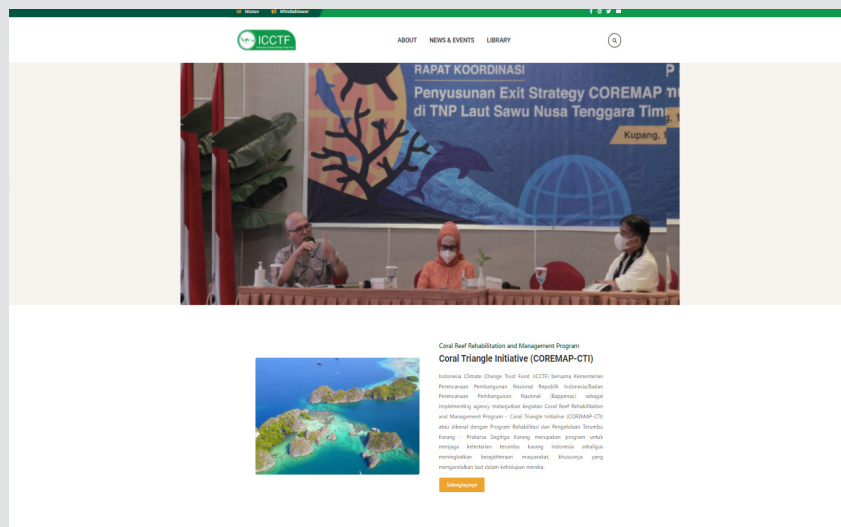 Monev Whistleblower
ICCTF
ABOUT NEWS & EVENTS LIBRARY
RAPAT KOORDINASI
Penyusunan Exit Strategy COREMAP
di TNP Laut Sawu Nusa Tenggara Tim
Kupang, 1
Coral Reef Rehabilitation and Management Program
Coral Triangle Initiative (COREMAP-CTI)
Indonesia Climate Change Trust Fund (ICCTF) bersama Kementerian
Perencanaan Pembangunan Nasional Republik Indonesia/Badan
Perencanaan Pembangunan Nasional (Bappenas) sebagai
implementing agency melanjutkan kegiatan Coral Reef Rehabilitation
and Management Program – Coral Triangle Initiative (COREMAP-CTI)
atau dikenal dengan Program Rehabilitasi dan Pengelolaan Terumbu
Karang – Prakarsa Segitiga Karang merupakan program untuk
menjaga kelestarian terumbu karang Indonesia sekaligus
meningkatkan kesejahteraan masyarakat, khususnya yang
mengandalkan laut dalam kehidupan mereka.
Selengkapnya